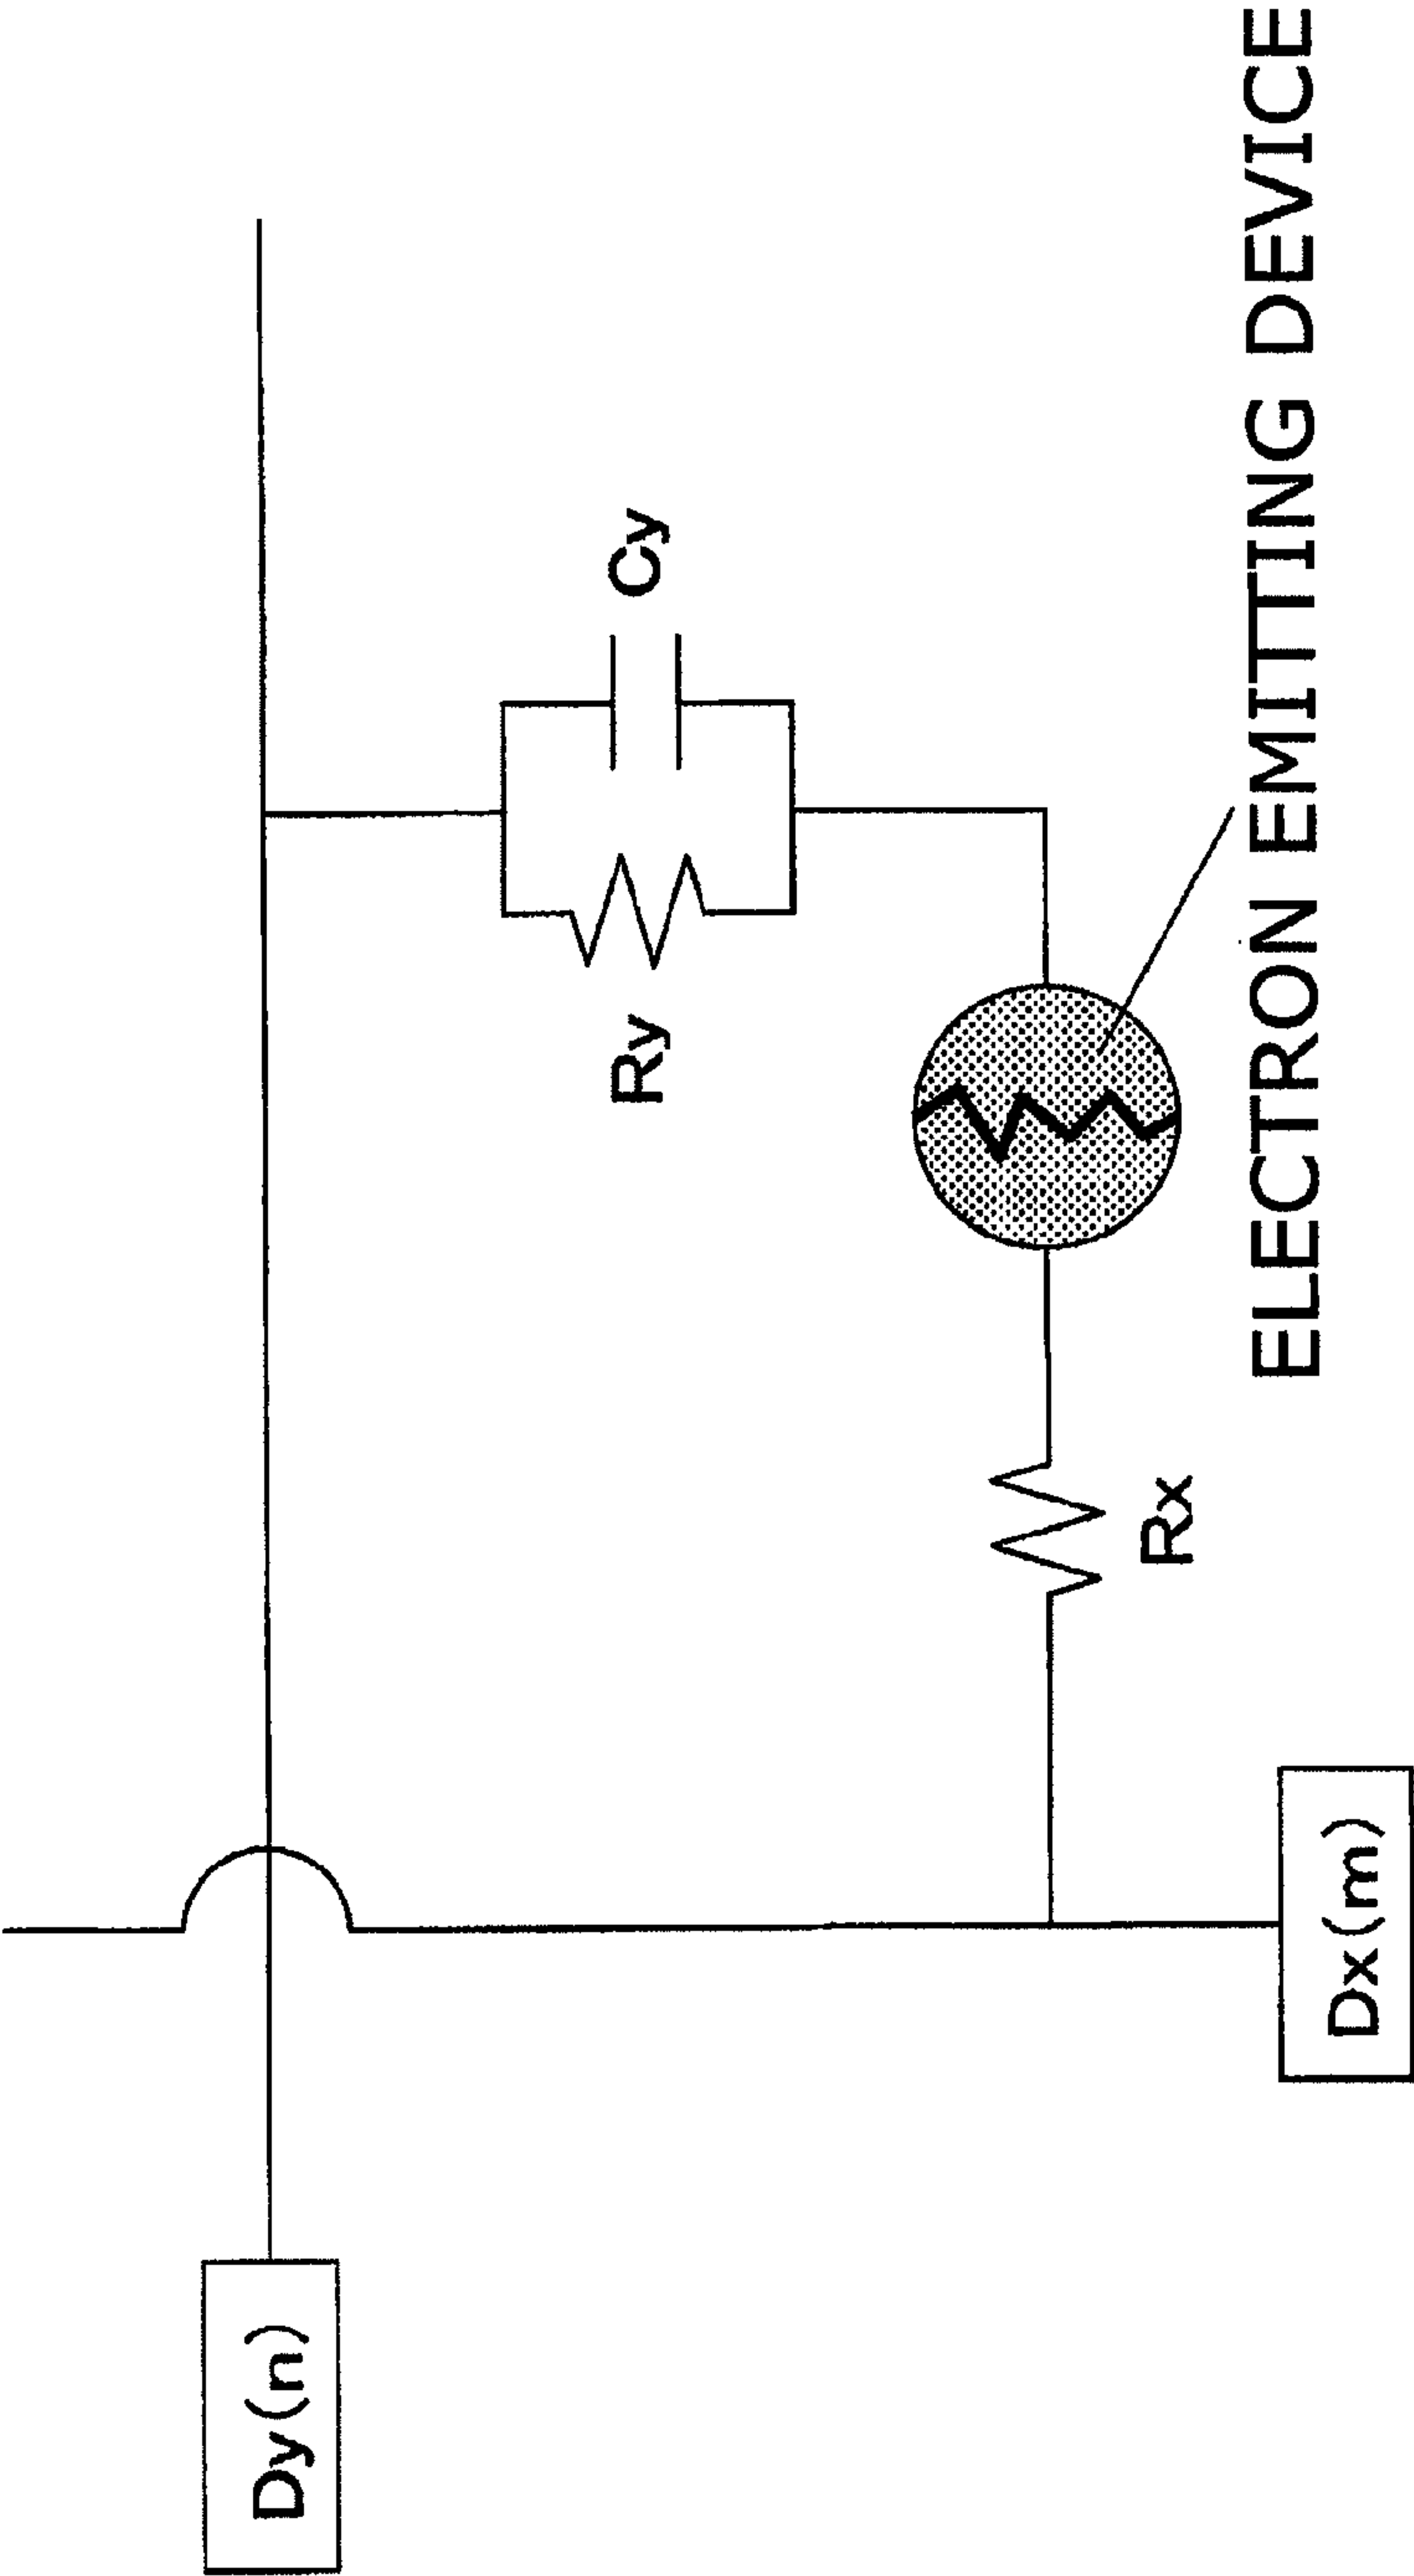 Dy(n)
Ry
Cy
Rx
ELECTRON EMITTING DEVICE
Dx(m)